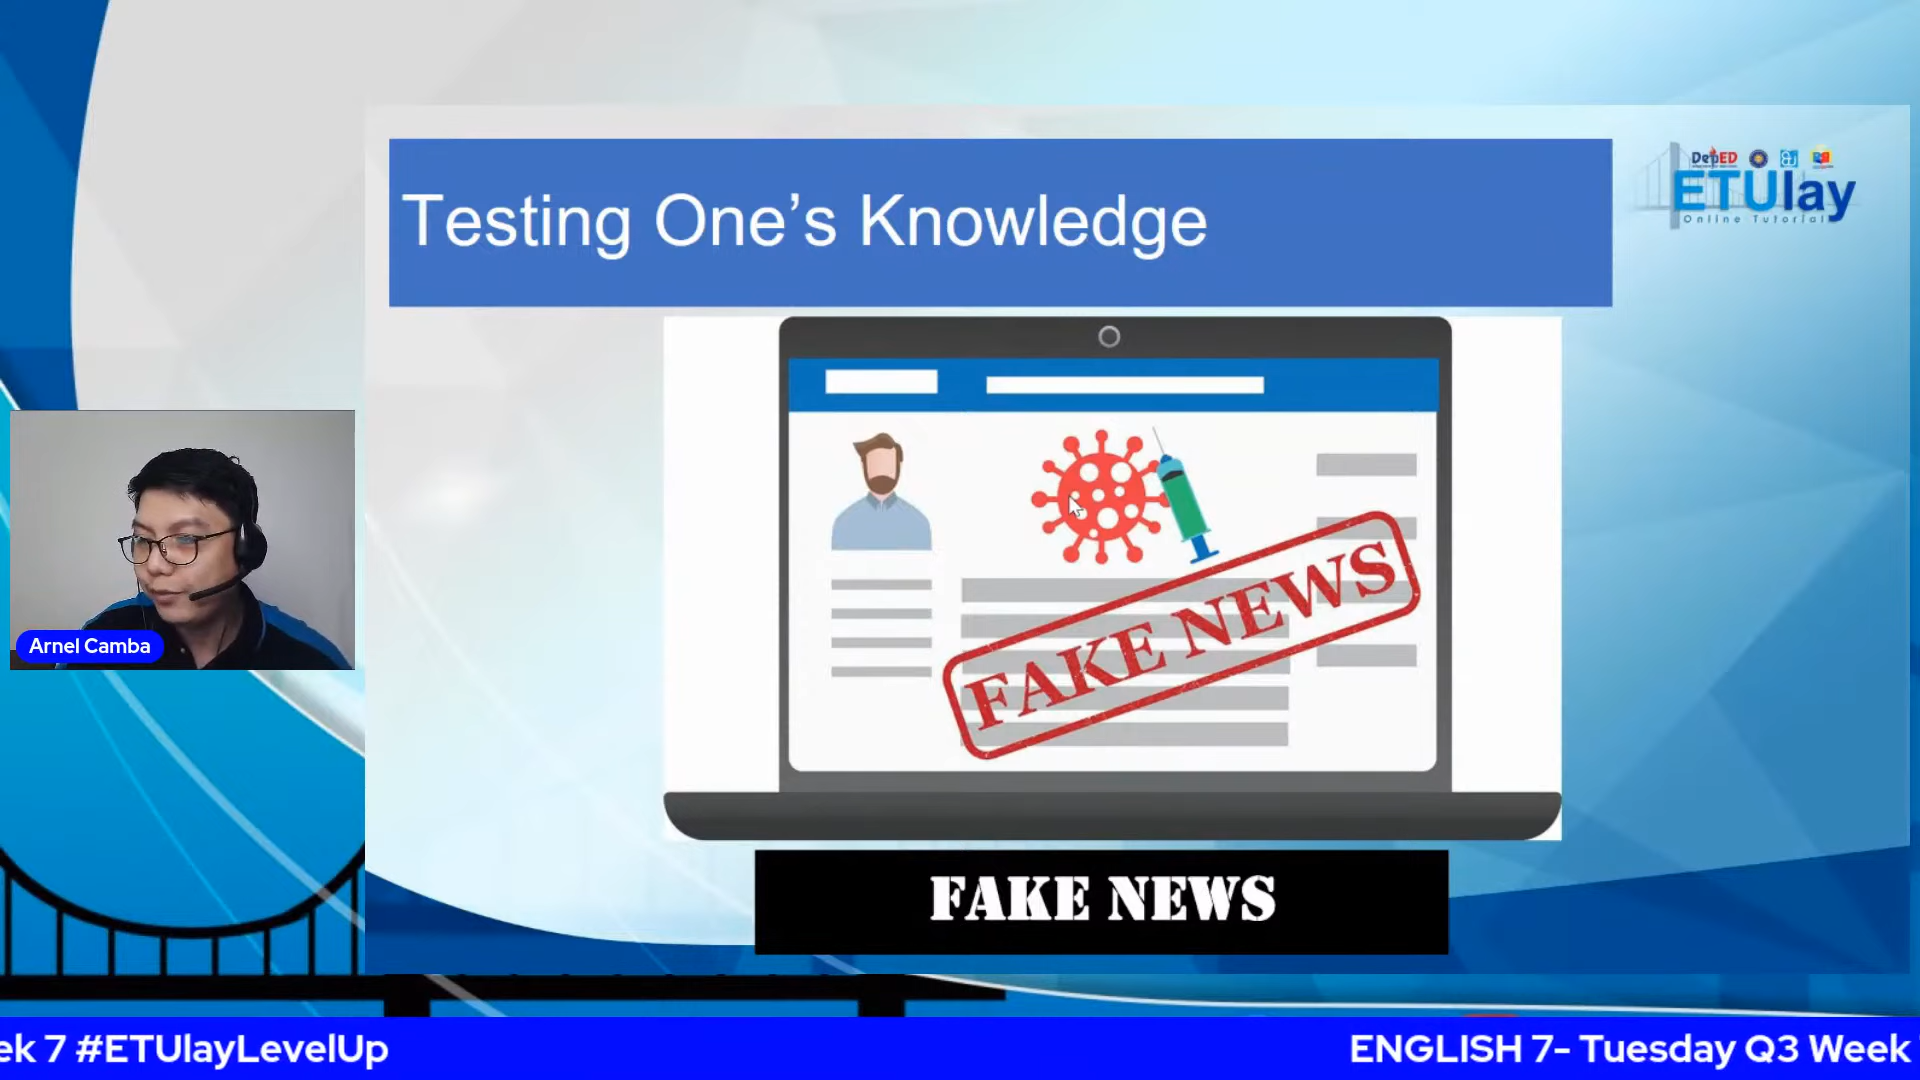 Testing One's Knowledge
DepED
ETUlay
Online Tutorial
FAKE NEWS
Arnel Camba
FAKE NEWS
ek 7 #ETUlayLevelUp
ENGLISH 7- Tuesday Q3 Week